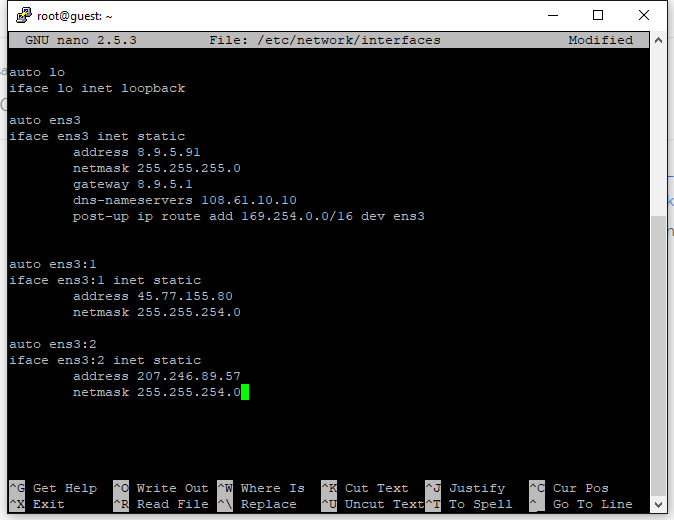 root@guest: ~
GNU nano 2.5.3 File: /etc/network/interfaces Modified
auto lo
iface lo inet loopback
auto ens3
iface ens3 inet static
address 8.9.5.91
netmask 255.255.255.0
gateway 8.9.5.1
dns-nameservers 108.61.10.10
post-up ip route add 169.254.0.0/16 dev ens3
auto ens3:1
iface ens3:1 inet static
address 45.77.155.80
netmask 255.255.254.0
auto ens3:2
iface ens3:2 inet static
address 207.246.89.57
netmask 255.255.254.0
^G Get Help ^O Write Out ^W Where Is ^K Cut Text ^J Justify ^C Cur Pos
^X Exit ^R Read File ^\ Replace ^U Uncut Text ^T To Spell ^_ Go To Line